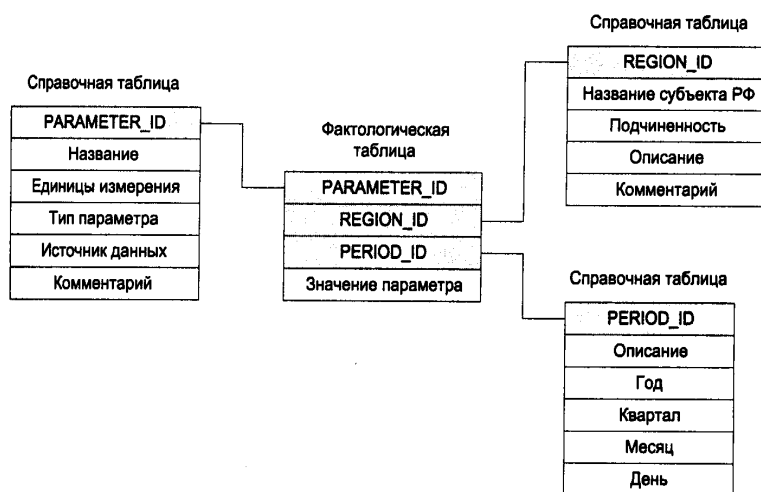 Справочная таблица
PARAMETER_ID
Название
Единицы измерения
Тип параметра
Источник данных
Комментарий
Фактологическая
таблица
PARAMETER_ID
REGION_ID
PERIOD_ID
Значение параметра
Справочная таблица
REGION_ID
Название субъекта РФ
Подчиненность
Описание
Комментарий
Справочная таблица
PERIOD_ID
Описание
Год
Квартал
Месяц
День